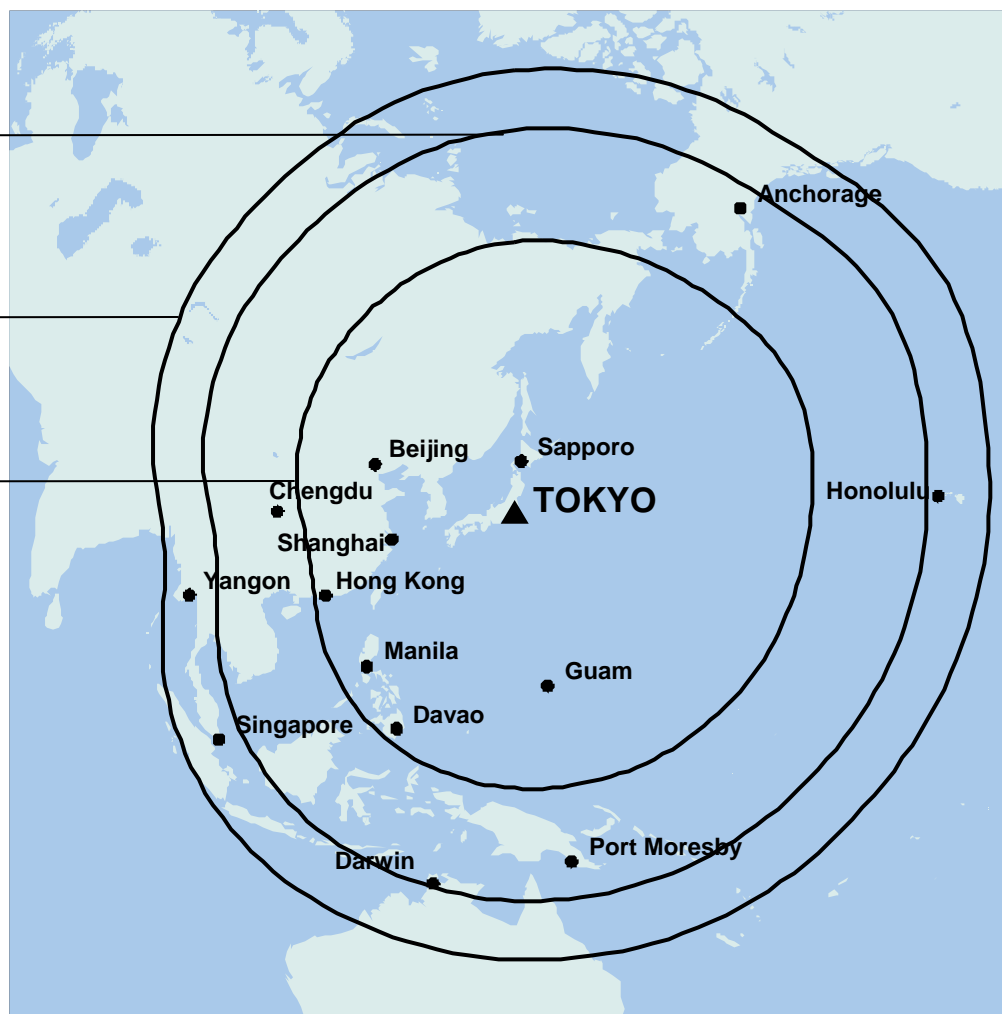 Anchorage
Beijing
Sapporo
Chengdu
TOKYO
Honolulu
Shanghai
Yangon
Hong Kong
Manila
Guam
Davao
Singapore
Port Moresby
Darwin